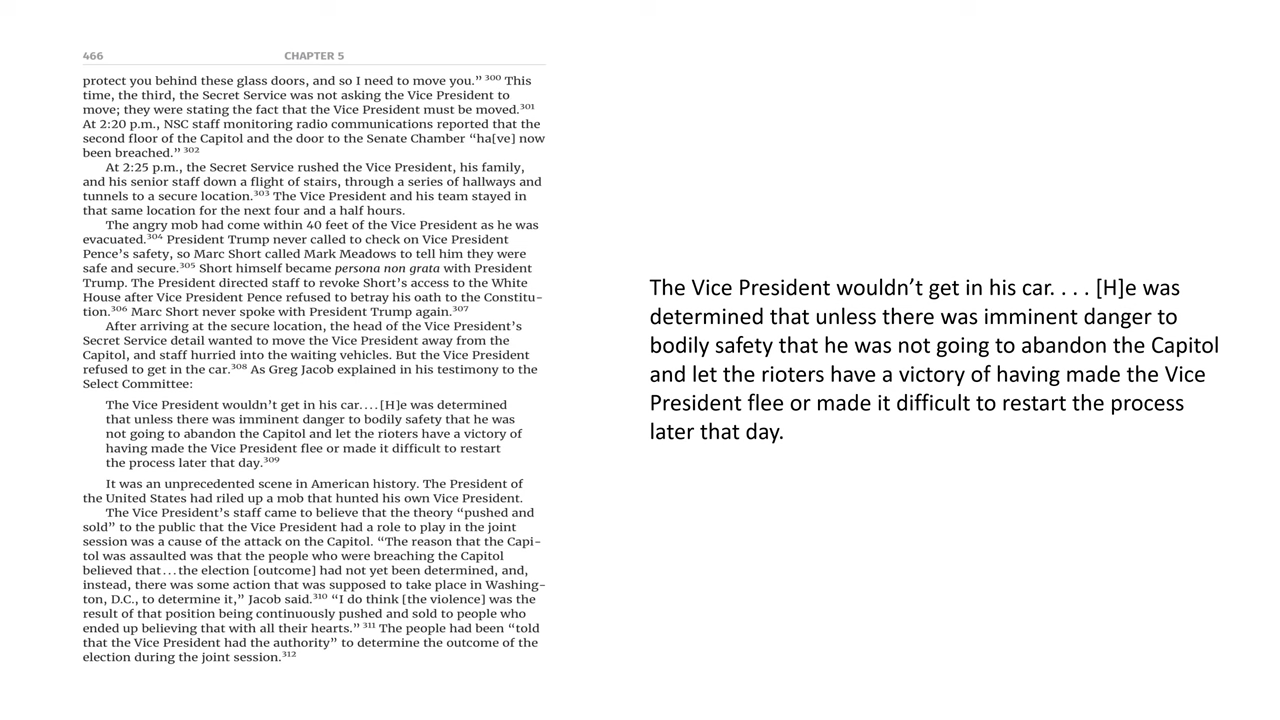 466 CHAPTER 5
protect you behind these glass doors, and so I need to move you.” 300 This
time, the third, the Secret Service was not asking the Vice President to
move; they were stating the fact that the Vice President must be moved.301
At 2:20 p.m., NSC staff monitoring radio communications reported that the
second floor of the Capitol and the door to the Senate Chamber “ha[ve] now
been breached.” 302
At 2:25 p.m., the Secret Service rushed the Vice President, his family,
and his senior staff down a flight of stairs, through a series of hallways and
tunnels to a secure location.303 The Vice President and his team stayed in
that same location for the next four and a half hours.
The angry mob had come within 40 feet of the Vice President as he was
evacuated.304 President Trump never called to check on Vice President
Pence’s safety, so Marc Short called Mark Meadows to tell him they were
safe and secure.305 Short himself became persona non grata with President
Trump. The President directed staff to revoke Short’s access to the White
House after Vice President Pence refused to betray his oath to the Constitu-
tion.306 Marc Short never spoke with President Trump again.307
After arriving at the secure location, the head of the Vice President’s
Secret Service detail wanted to move the Vice President away from the
Capitol, and staff hurried into the waiting vehicles. But the Vice President
refused to get in the car.308 As Greg Jacob explained in his testimony to the
Select Committee:
The Vice President wouldn’t get in his car. . . . [H]e was determined
that unless there was imminent danger to bodily safety that he was
not going to abandon the Capitol and let the rioters have a victory of
having made the Vice President flee or made it difficult to restart
the process later that day.309
It was an unprecedented scene in American history. The President of
the United States had riled up a mob that hunted his own Vice President.
The Vice President’s staff came to believe that the theory “pushed and
sold” to the public that the Vice President had a role to play in the joint
session was a cause of the attack on the Capitol. “The reason that the Capi-
tol was assaulted was that the people who were breaching the Capitol
believed that . . . the election [outcome] had not yet been determined, and,
instead, there was some action that was supposed to take place in Washing-
ton, D.C., to determine it,” Jacob said.310 “I do think [the violence] was the
result of that position being continuously pushed and sold to people who
ended up believing that with all their hearts.” 311 The people had been “told
that the Vice President had the authority” to determine the outcome of the
election during the joint session.312
The Vice President wouldn’t get in his car. . . . [H]e was
determined that unless there was imminent danger to
bodily safety that he was not going to abandon the Capitol
and let the rioters have a victory of having made the Vice
President flee or made it difficult to restart the process
later that day.